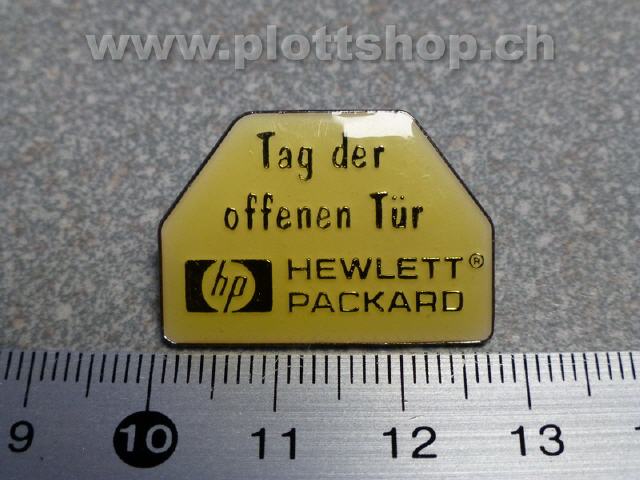 www.plottshop.ch
Tag der
offenen Tür
hp HEWLETT®
PACKARD
9 10 11 12 13